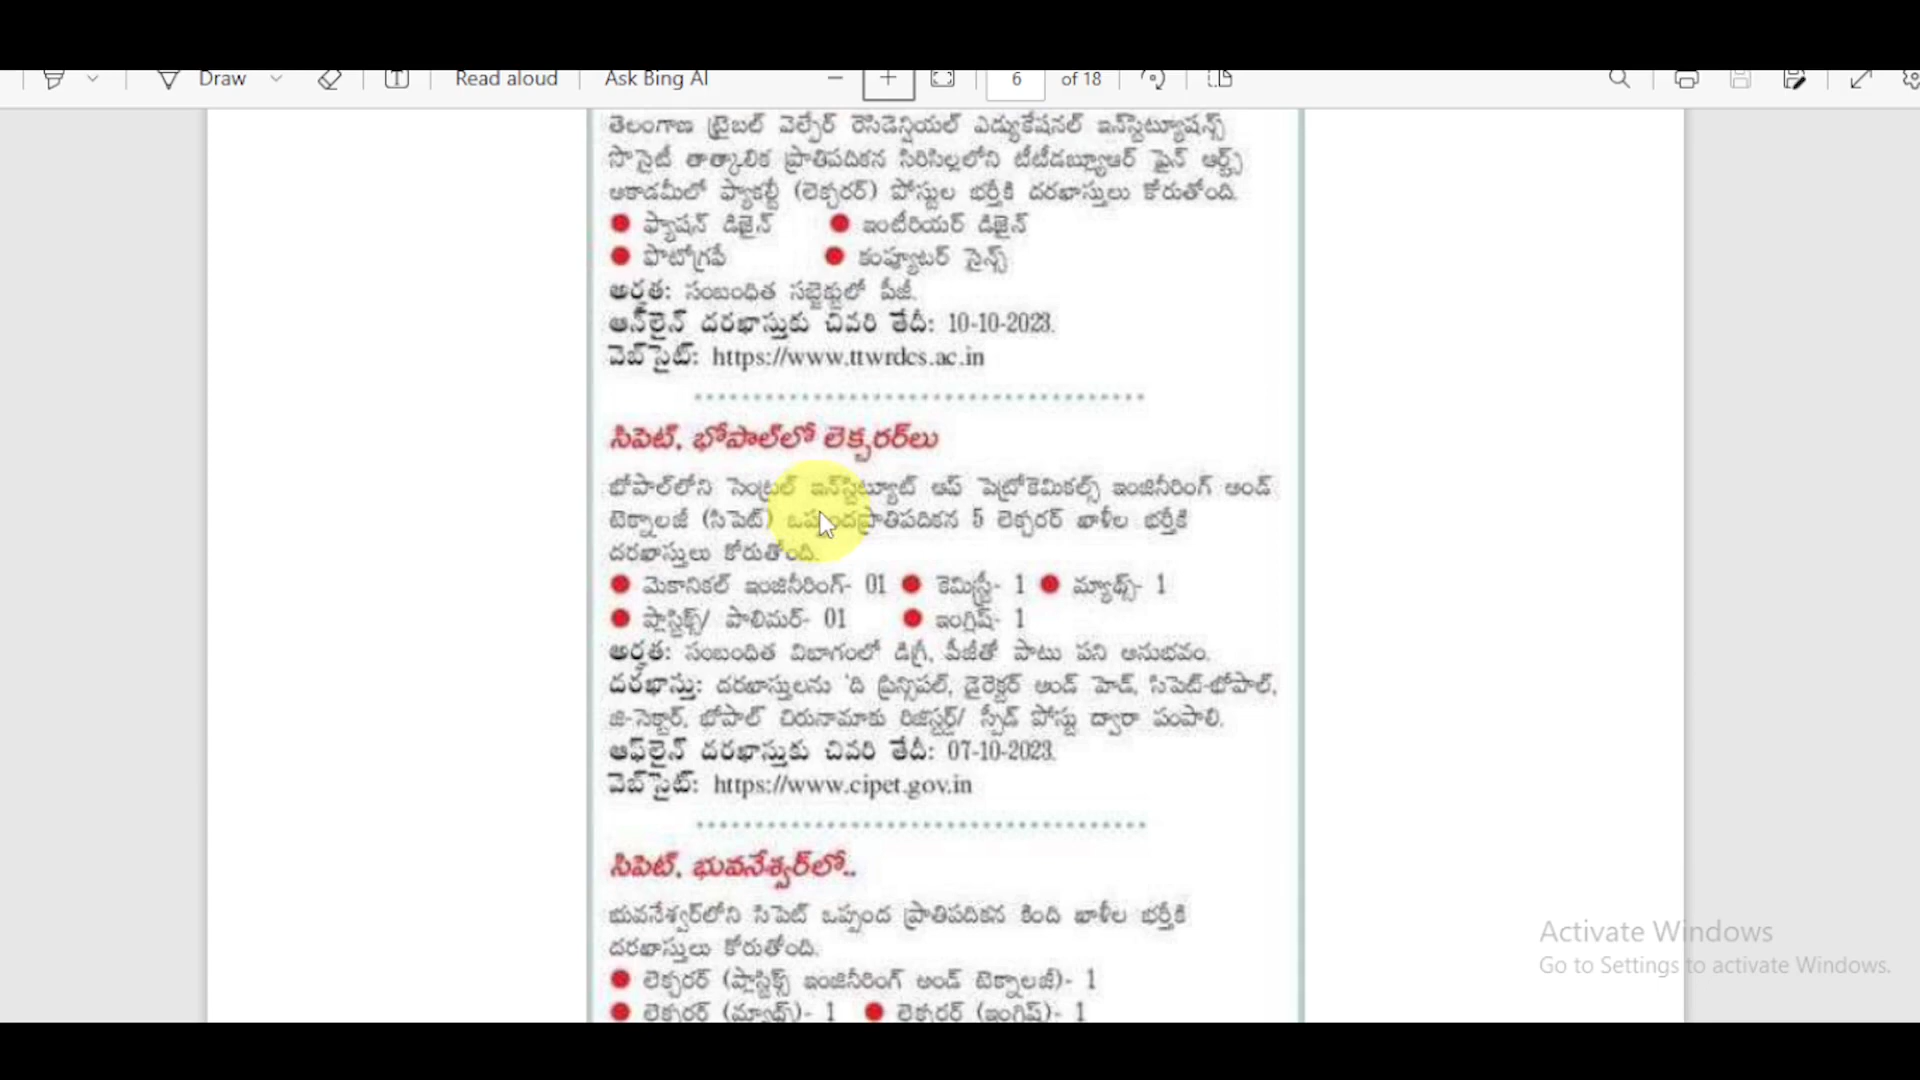 Draw
Read aloud
Ask Bing AI
6 of 18
తెలంగాణ ట్రైబల్ వెల్ఫేర్ రెసిడెన్షియల్ ఎడ్యుకేషనల్ ఇన్‌స్టిట్యూషన్స్
సొసైటీ తాత్కాలిక ప్రాతిపదికన సిరిసిల్లలోని టీటీడబ్ల్యూఆర్ ఫైన్ ఆర్ట్స్
అకాడమీలో ఫ్యాకల్టీ (లెక్చరర్) పోస్టుల భర్తీకి దరఖాస్తులు కోరుతోంది.
● ఫ్యాషన్ డిజైన్ ● ఇంటీరియర్ డిజైన్
● ఫొటోగ్రఫీ ● కంప్యూటర్ సైన్స్
అర్హత: సంబంధిత సబ్జెక్టులో పీజీ.
ఆన్‌లైన్ దరఖాస్తుకు చివరి తేదీ: 10-10-2023.
వెబ్‌సైట్: https://www.ttwrdcs.ac.in
సిపెట్, భోపాల్‌లో లెక్చరర్‌లు
భోపాల్‌లోని సెంట్రల్ ఇన్‌స్టిట్యూట్ ఆఫ్ పెట్రోకెమికల్స్ ఇంజినీరింగ్ అండ్
టెక్నాలజీ (సిపెట్) ఒప్పందప్రాతిపదికన 5 లెక్చరర్ ఖాళీల భర్తీకి
దరఖాస్తులు కోరుతోంది.
● మెకానికల్ ఇంజినీరింగ్- 01 ● కెమిస్ట్రీ- 1 ● మ్యాథ్స్- 1
● ప్లాస్టిక్స్/ పాలిమర్- 01 ● ఇంగ్లిష్- 1
అర్హత: సంబంధిత విభాగంలో డిగ్రీ, పీజీతో పాటు పని అనుభవం.
దరఖాస్తు: దరఖాస్తులను 'ది ప్రిన్సిపల్, డైరెక్టర్ అండ్ హెడ్, సిపెట్-భోపాల్,
జి-సెక్టార్, భోపాల్ చిరునామాకు రిజిస్టర్డ్/ స్పీడ్ పోస్టు ద్వారా పంపాలి.
ఆఫ్‌లైన్ దరఖాస్తుకు చివరి తేదీ: 07-10-2023.
వెబ్‌సైట్: https://www.cipet.gov.in
సిపెట్, భువనేశ్వర్‌లో..
భువనేశ్వర్‌లోని సిపెట్ ఒప్పంద ప్రాతిపదికన కింది ఖాళీల భర్తీకి
దరఖాస్తులు కోరుతోంది.
● లెక్చరర్ (ప్లాస్టిక్స్ ఇంజినీరింగ్ అండ్ టెక్నాలజీ)- 1
● లెక్చరర్ (మ్యాథ్స్)- 1 ● లెక్చరర్ (ఇంగ్లిష్)- 1
Activate Windows
Go to Settings to activate Windows.